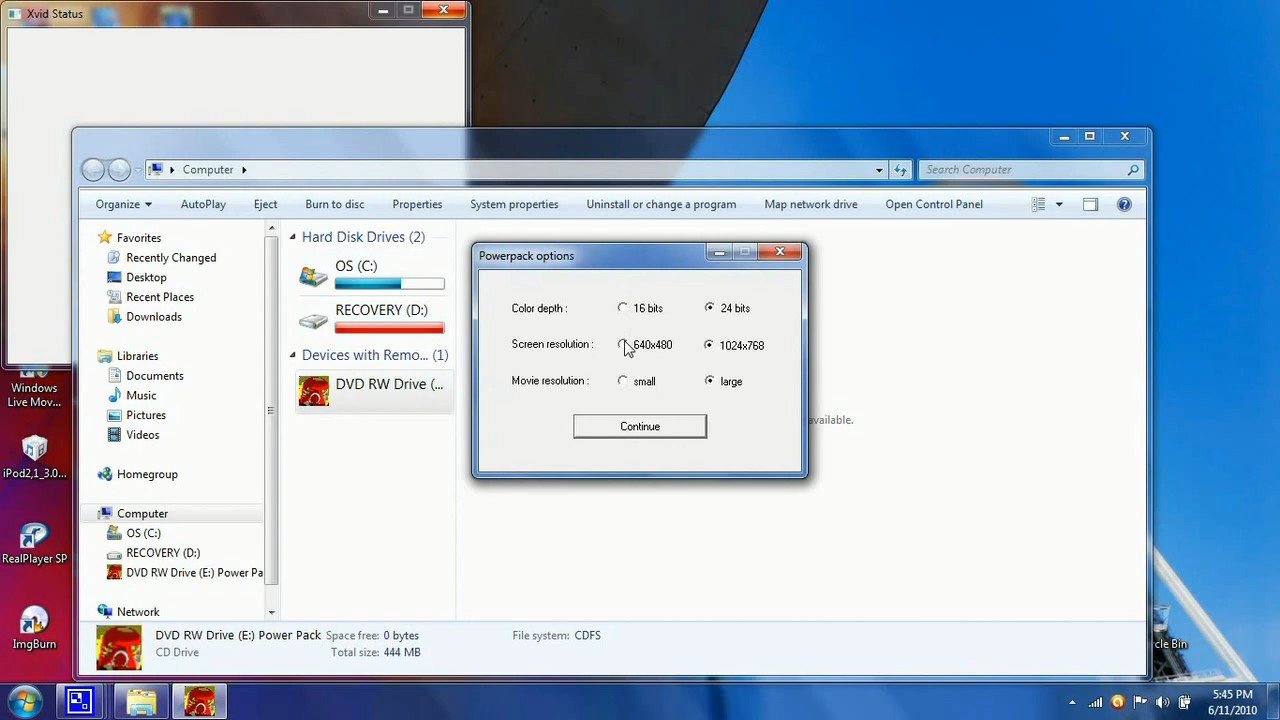 Xvid Status
Computer
Search Computer
Organize
AutoPlay
Eject
Burn to disc
Properties
System properties
Uninstall or change a program
Map network drive
Open Control Panel
Favorites
Recently Changed
Desktop
Recent Places
Downloads
Libraries
Documents
Music
Pictures
Videos
Homegroup
Computer
OS (C:)
RECOVERY (D:)
DVD RW Drive (E:) Power Pa
Network
Hard Disk Drives (2)
OS (C:)
RECOVERY (D:)
Devices with Remo... (1)
DVD RW Drive (...
available.
Powerpack options
Color depth : 16 bits 24 bits
Screen resolution : 640x480 1024x768
Movie resolution : small large
Continue
DVD RW Drive (E:) Power Pack Space free: 0 bytes File system: CDFS
CD Drive Total size: 444 MB
Windows
Live Mov...
iPod2,1_3.0...
RealPlayer SP
ImgBurn
cle Bin
5:45 PM
6/11/2010